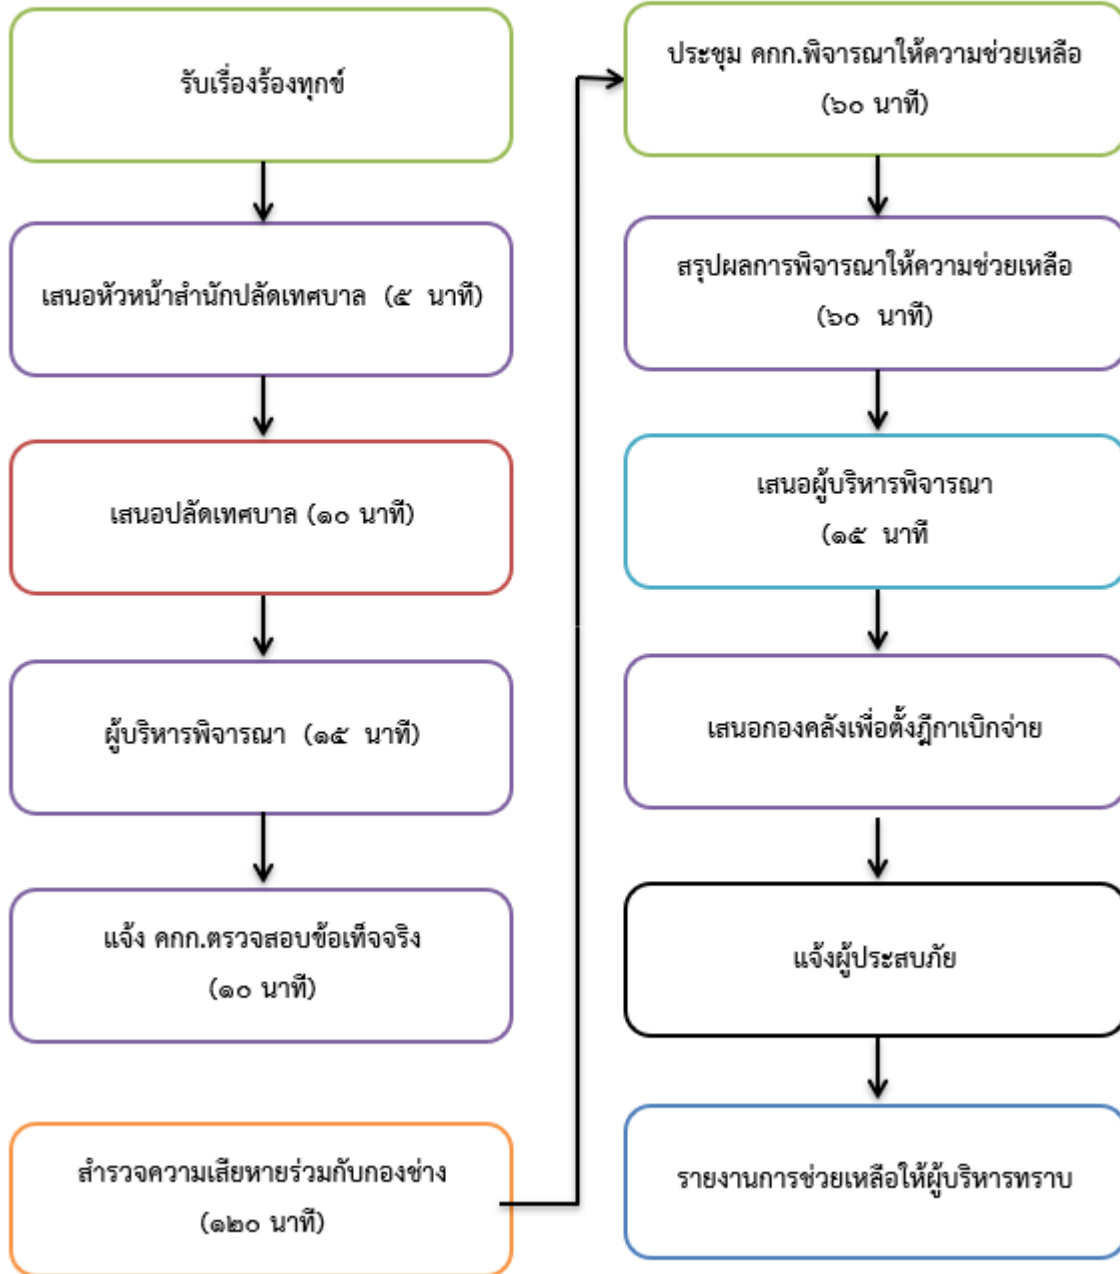 รับเรื่องร้องทุกข์
เสนอหัวหน้าสำนักปลัดเทศบาล (๕ นาที)
เสนอปลัดเทศบาล (๑๐ นาที)
ผู้บริหารพิจารณา (๑๕ นาที)
แจ้ง คกก.ตรวจสอบข้อเท็จจริง
(๑๐ นาที)
สำรวจความเสียหายร่วมกับกองช่าง
(๑๒๐ นาที)
ประชุม คกก.พิจารณาให้ความช่วยเหลือ
(๖๐ นาที)
สรุปผลการพิจารณาให้ความช่วยเหลือ
(๖๐ นาที)
เสนอผู้บริหารพิจารณา
(๑๕ นาที
เสนอกองคลังเพื่อตั้งฎีกาเบิกจ่าย
แจ้งผู้ประสบภัย
รายงานการช่วยเหลือให้ผู้บริหารทราบ